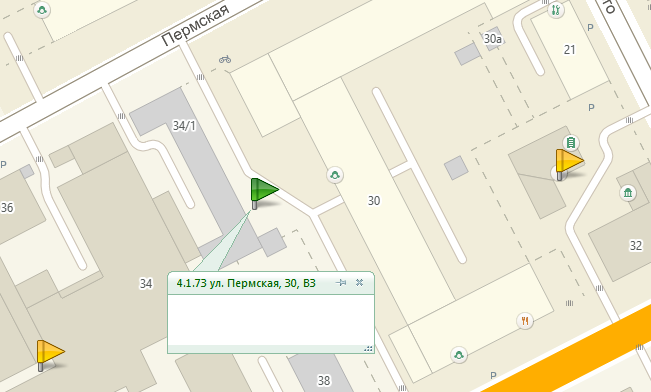 Пермская
30а
21
P
34/1
P
P
30
36
32
34
4.1.73 ул. Пермская, 30, В3
P
38